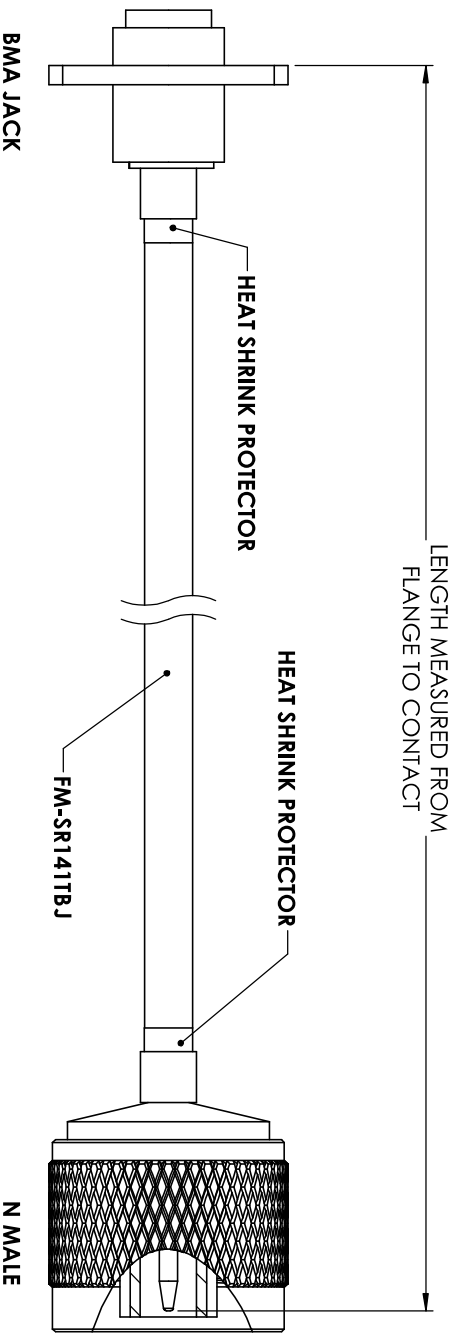 LENGTH MEASURED FROM
FLANGE TO CONTACT
HEAT SHRINK PROTECTOR
HEAT SHRINK PROTECTOR
FM-SR141TBJ
BMA JACK
N MALE